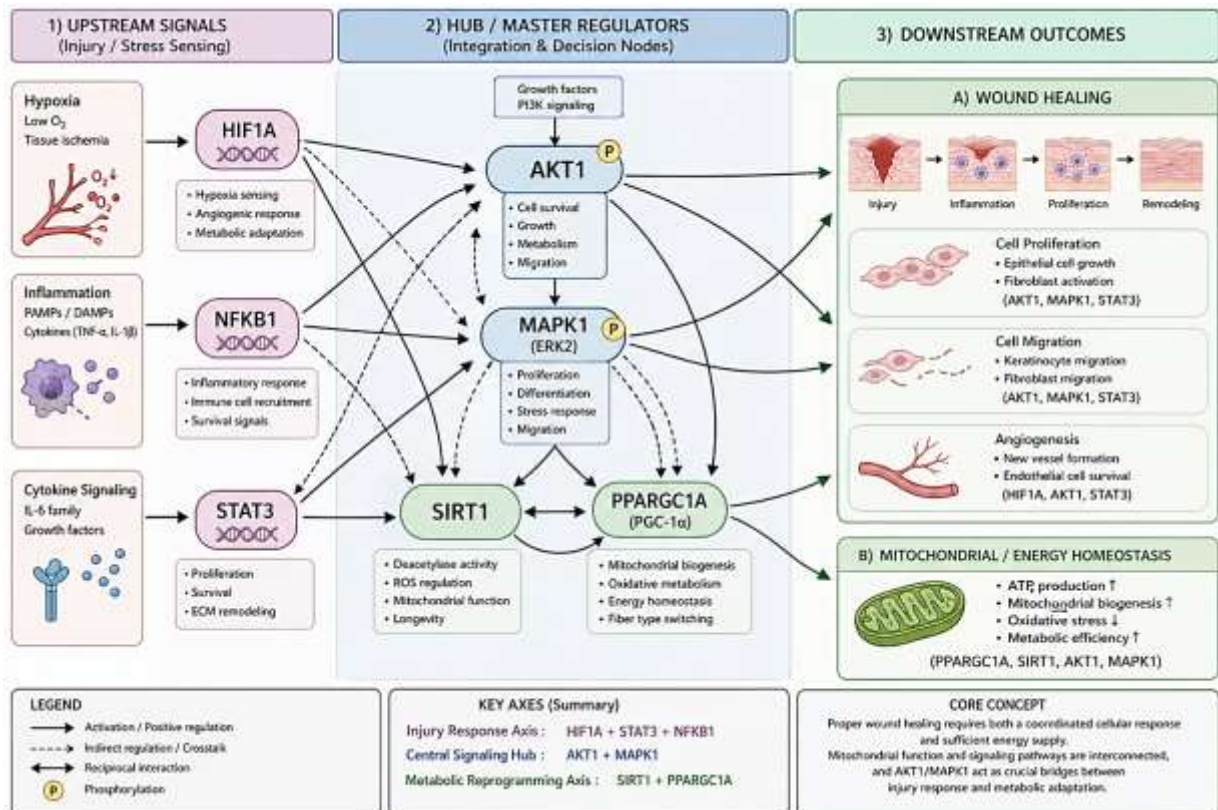 1) UPSTREAM SIGNALS
(Injury / Stress Sensing)
Hypoxia
Low O₂
Tissue ischemia
O₂↓
O₂
HIF1A
• Hypoxia sensing
• Angiogenic response
• Metabolic adaptation
Inflammation
PAMPs / DAMPs
Cytokines (TNF-α, IL-1β)
NFKB1
• Inflammatory response
• Immune cell recruitment
• Survival signals
Cytokine Signaling
IL-6 family
Growth factors
STAT3
• Proliferation
• Survival
• ECM remodeling
2) HUB / MASTER REGULATORS
(Integration & Decision Nodes)
Growth factors
PI3K signaling
P
AKT1
• Cell survival
• Growth
• Metabolism
• Migration
MAPK1
P
(ERK2)
• Proliferation
• Differentiation
• Stress response
• Migration
SIRT1
• Deacetylase activity
• ROS regulation
• Mitochondrial function
• Longevity
PPARGC1A
(PGC-1α)
• Mitochondrial biogenesis
• Oxidative metabolism
• Energy homeostasis
• Fiber type switching
3) DOWNSTREAM OUTCOMES
A) WOUND HEALING
Injury
Inflammation
Proliferation
Remodeling
Cell Proliferation
• Epithelial cell growth
• Fibroblast activation
(AKT1, MAPK1, STAT3)
Cell Migration
• Keratinocyte migration
• Fibroblast migration
(AKT1, MAPK1, STAT3)
Angiogenesis
• New vessel formation
• Endothelial cell survival
(HIF1A, AKT1, STAT3)
B) MITOCHONDRIAL / ENERGY HOMEOSTASIS
• ATP production ↑
• Mitochondrial biogenesis ↑
• Oxidative stress ↓
• Metabolic efficiency ↑
(PPARGC1A, SIRT1, AKT1, MAPK1)
LEGEND
Activation / Positive regulation
Indirect regulation / Crosstalk
Reciprocal interaction
P Phosphorylation
KEY AXES (Summary)
Injury Response Axis : HIF1A + STAT3 + NFKB1
Central Signaling Hub : AKT1 + MAPK1
Metabolic Reprogramming Axis : SIRT1 + PPARGC1A
CORE CONCEPT
Proper wound healing requires both a coordinated cellular response
and sufficient energy supply.
Mitochondrial function and signaling pathways are interconnected,
and AKT1/MAPK1 act as crucial bridges between
injury response and metabolic adaptation.